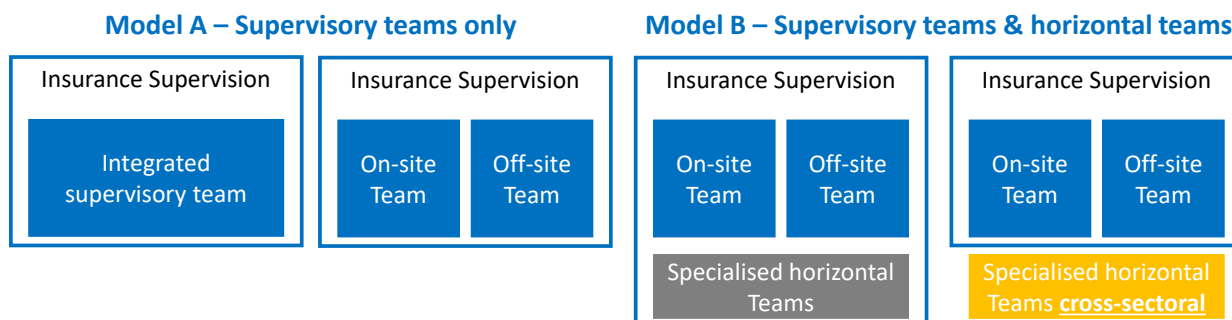 Model A – Supervisory teams only
Insurance Supervision
Integrated
supervisory team
Insurance Supervision
On-site
Team
Off-site
Team
Model B – Supervisory teams & horizontal teams
Insurance Supervision
On-site
Team
Off-site
Team
Specialised horizontal
Teams
Insurance Supervision
On-site
Team
Off-site
Team
Specialised horizontal
Teams cross-sectoral